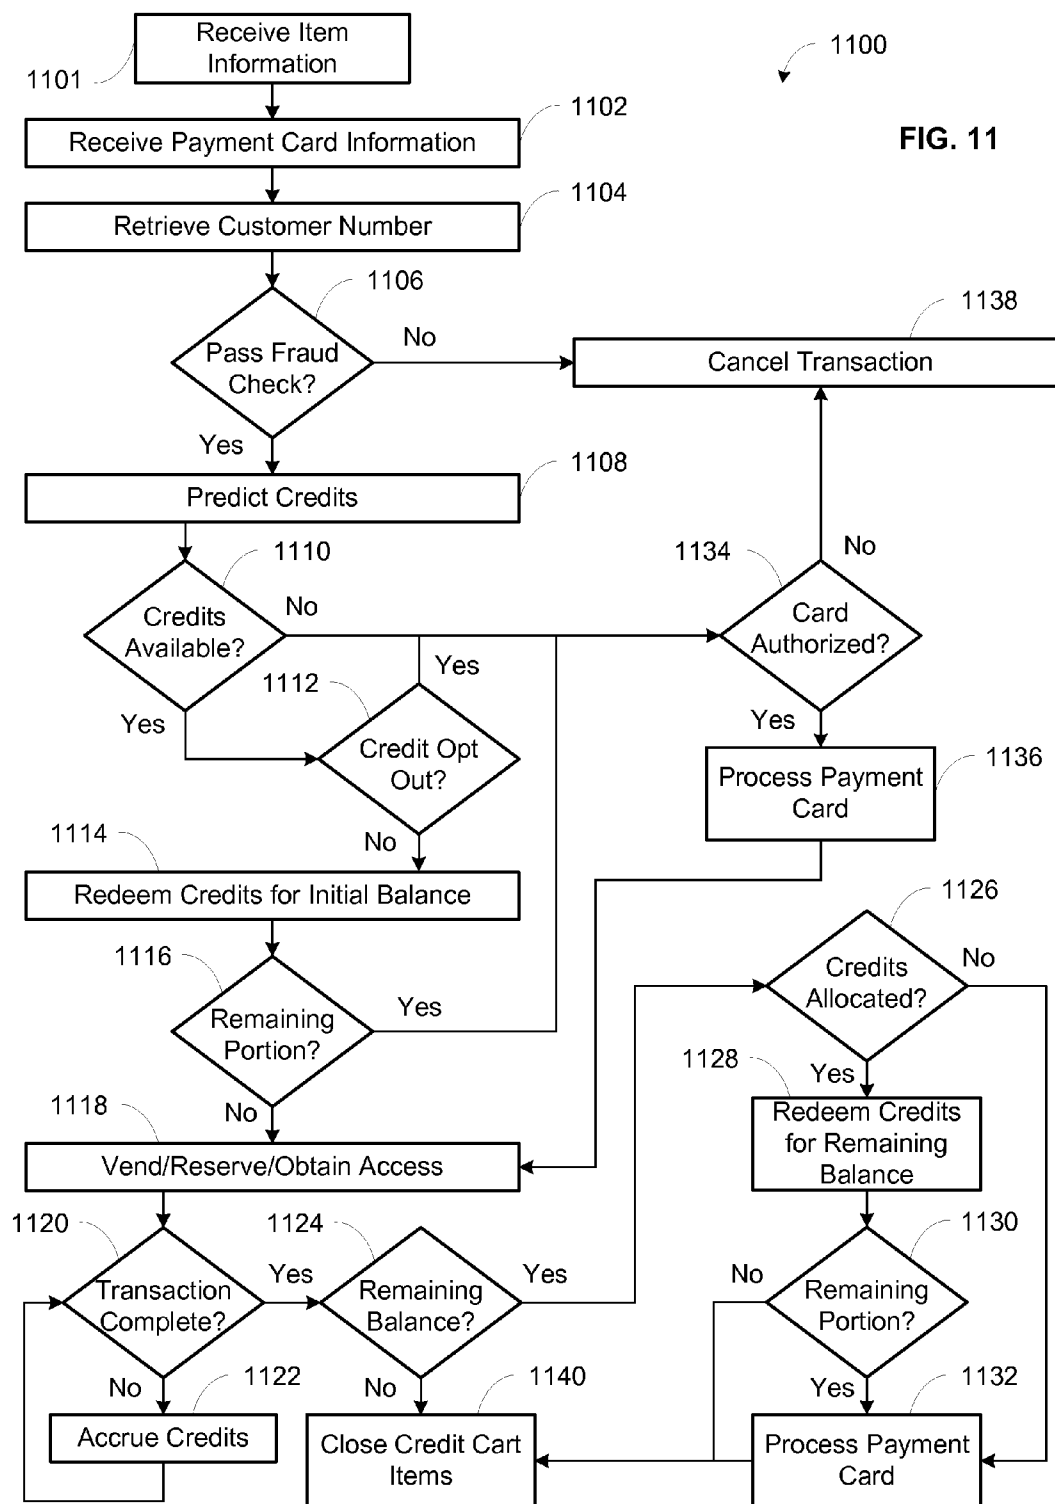 Receive Item
Information
1101
1100
FIG. 11
1102
Receive Payment Card Information
1104
Retrieve Customer Number
1106
Pass Fraud
Check?
No
1138
Cancel Transaction
Yes
1108
Predict Credits
1110
Credits
Available?
No
Yes
1134
No
Card
Authorized?
Yes
1112
Yes
Credit Opt
Out?
No
1136
Process Payment
Card
1114
Redeem Credits for Initial Balance
1116
Remaining
Portion?
Yes
No
1126
Credits
Allocated?
No
Yes
1128
Redeem Credits
for Remaining
Balance
1118
Vend/Reserve/Obtain Access
1120
Transaction
Complete?
Yes
No
1124
Remaining
Balance?
Yes
No
1130
Remaining
Portion?
No
Yes
1122
Accrue Credits
1140
Close Credit Cart
Items
1132
Process Payment
Card